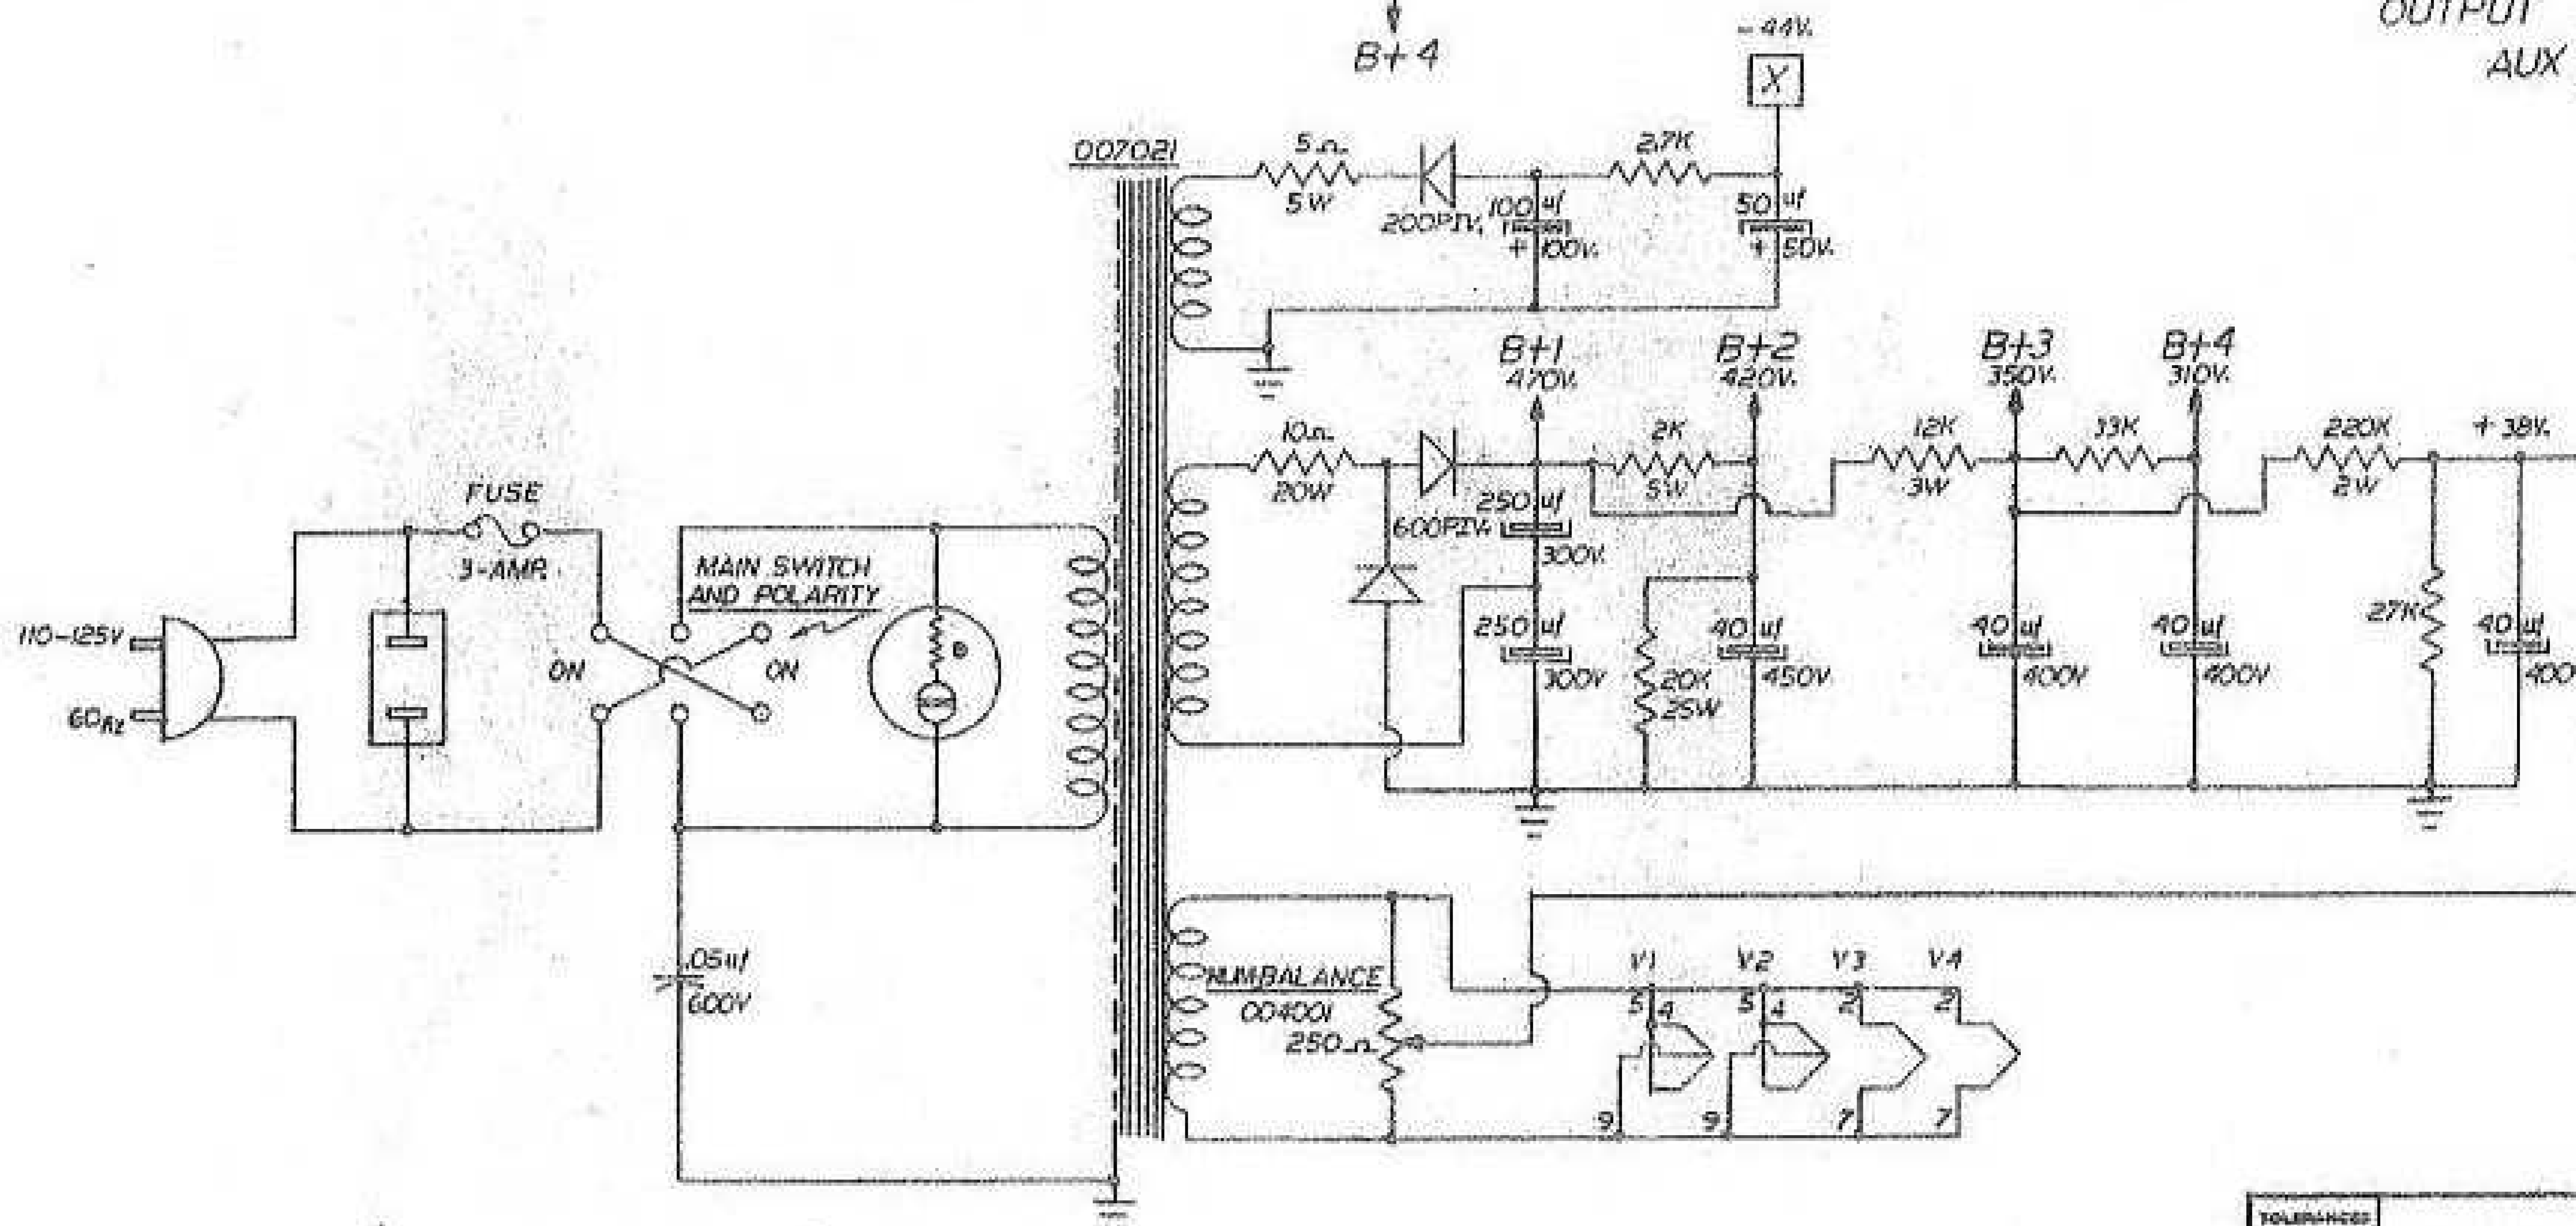 OUTPUT
AUX
B+4
-44V.
X
007021
5Ω
5W
200PIV.
100 uf
+ 100V.
2.7K
50 uf
+ 50V.
B+1
470V.
B+2
420V.
B+3
350V.
B+4
310V.
10Ω
20W
600PIV.
250 uf
300V.
250 uf
300V
2K
5W
20K
25W
40 uf
450V.
12K
3W
40 uf
400V
33K
40 uf
400V
220K
2W
+ 38V.
27K
40 uf
400
FUSE
3-AMP.
110-125V
60Hz
MAIN SWITCH
AND POLARITY
ON
ON
.05uf
600V
HUM BALANCE
004001
250Ω
V1 V2 V3 V4
5 4 5 4 2 2
9 9 7 7
TOLERANCES